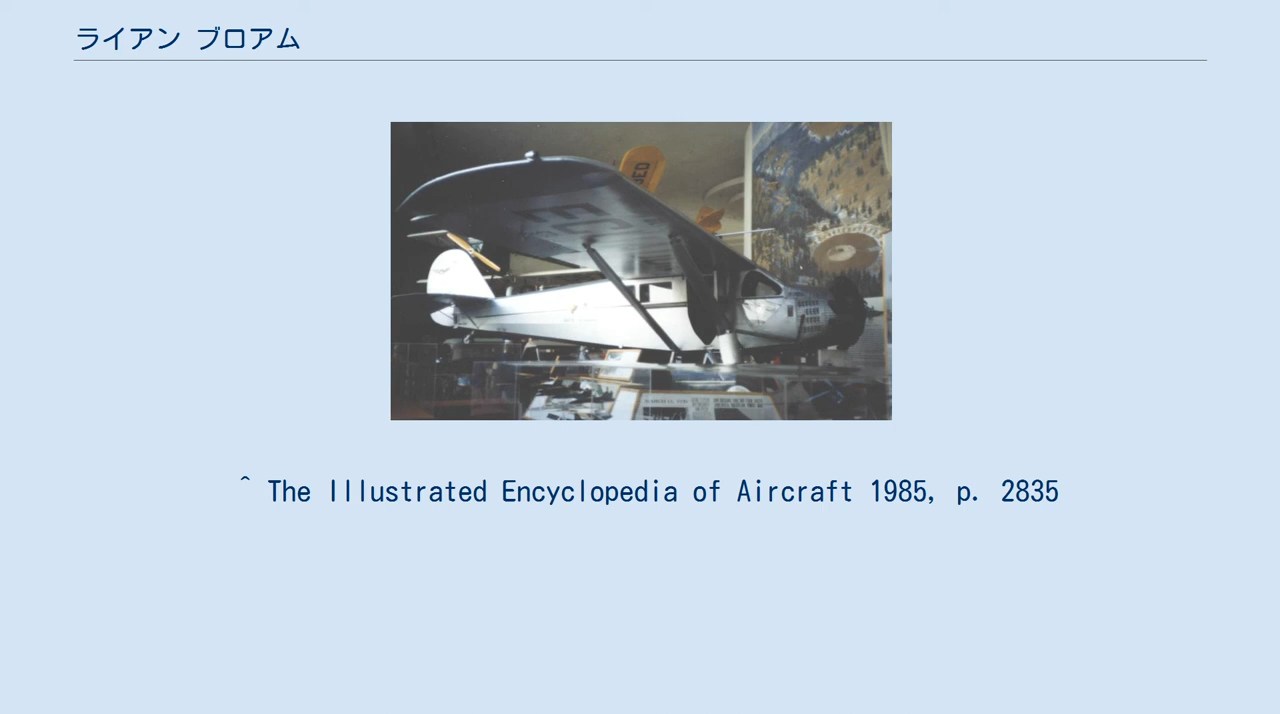 ライアン ブロアム
^ The Illustrated Encyclopedia of Aircraft 1985, p. 2835